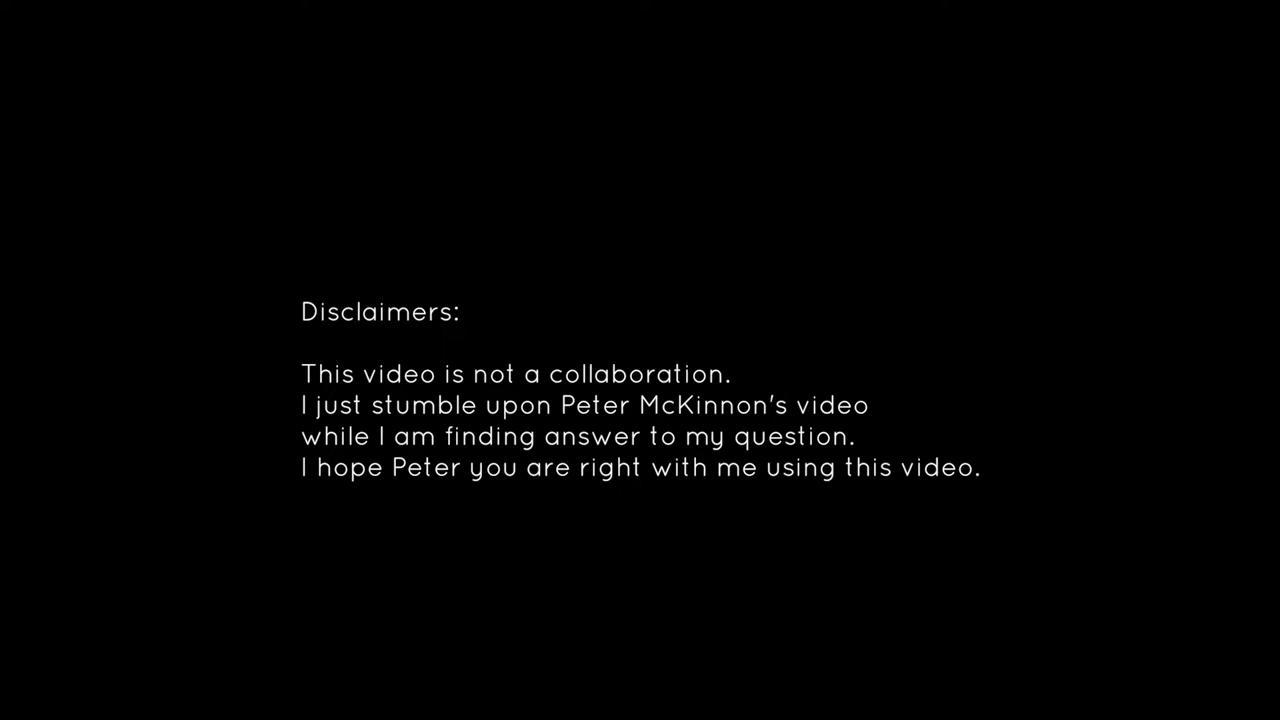 Disclaimers:
This video is not a collaboration.
I just stumble upon Peter McKinnon's video
while I am finding answer to my question.
I hope Peter you are right with me using this video.